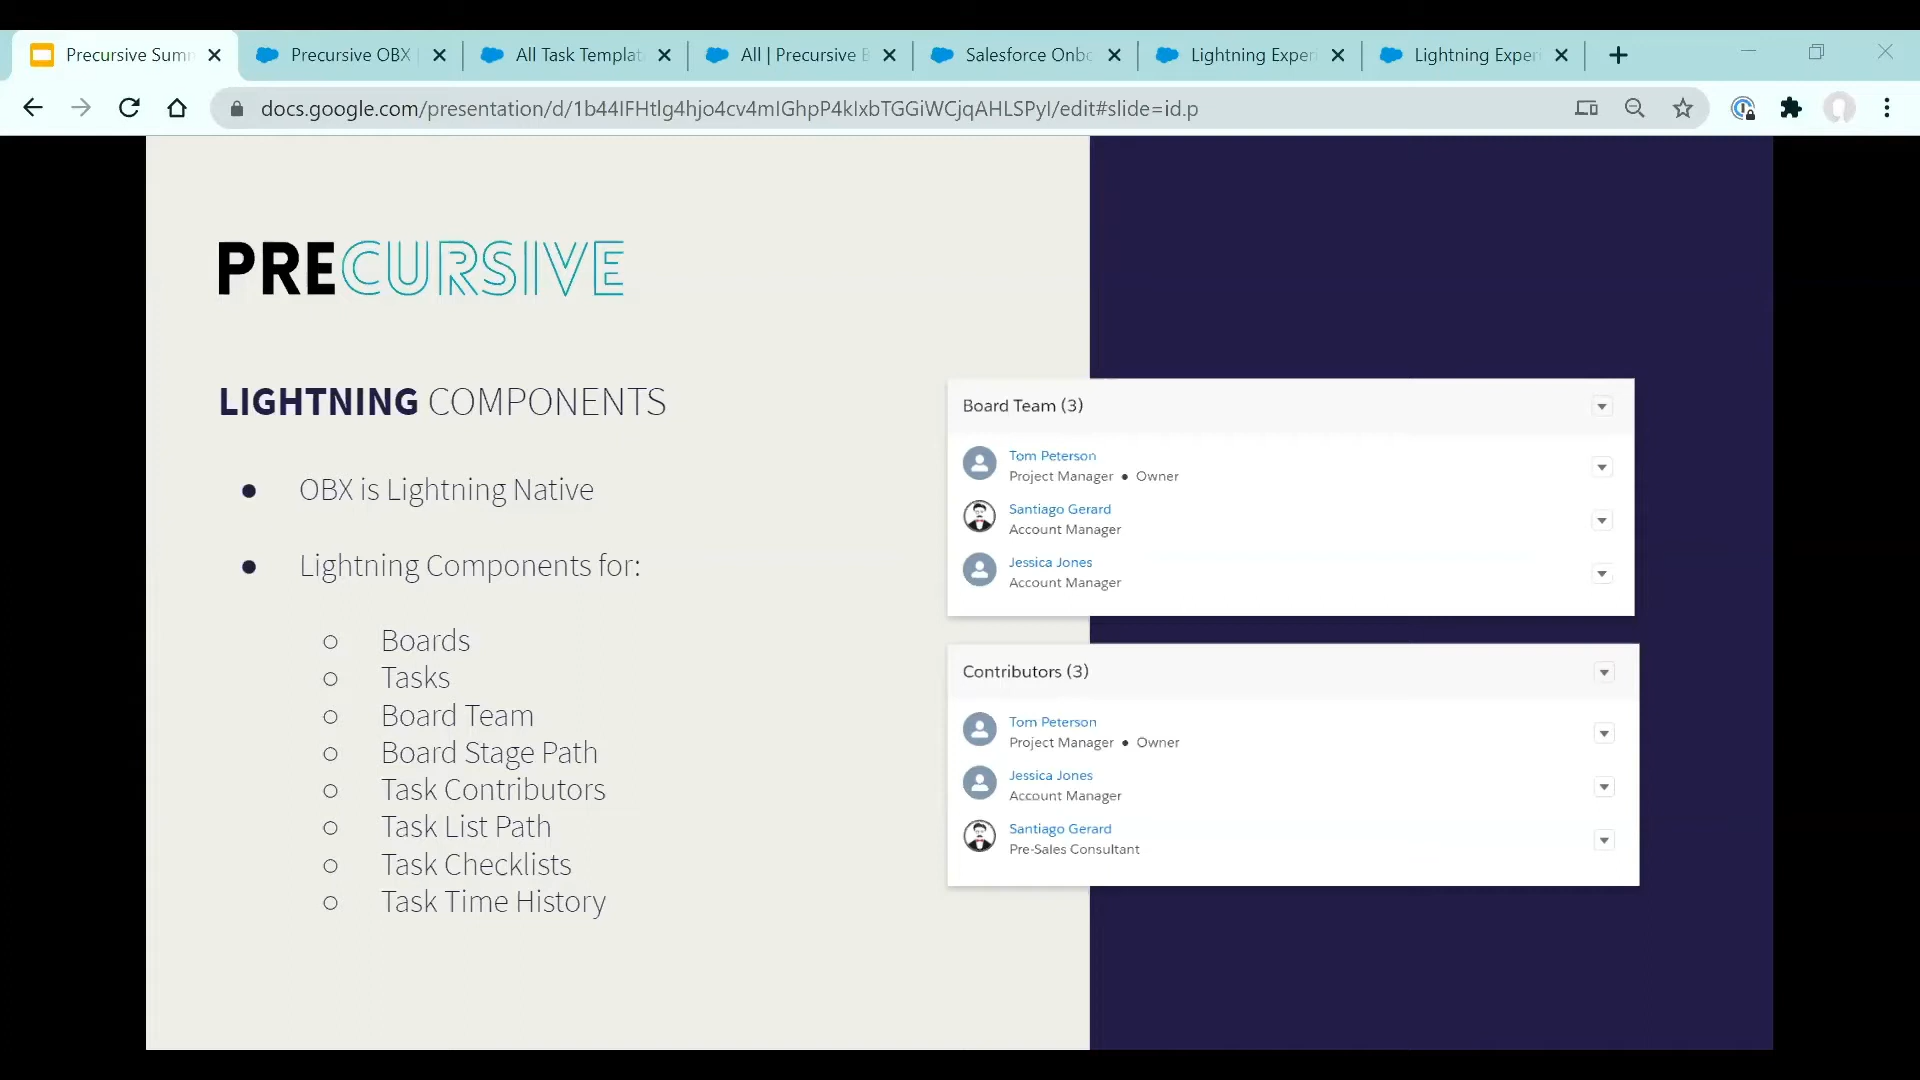 Precursive Sum
Precursive OBX
All Task Templat
All | Precursive B
Salesforce Onbo
Lightning Experi
Lightning Experi
docs.google.com/presentation/d/1b44IFHtlg4hjo4cv4mIGhpP4kIxbTGGiWCjqAHLSPyI/edit#slide=id.p
PRECURSIVE
LIGHTNING COMPONENTS
● OBX is Lightning Native
● Lightning Components for:
○ Boards
○ Tasks
○ Board Team
○ Board Stage Path
○ Task Contributors
○ Task List Path
○ Task Checklists
○ Task Time History
Board Team (3)
Tom Peterson
Project Manager ● Owner
Santiago Gerard
Account Manager
Jessica Jones
Account Manager
Contributors (3)
Tom Peterson
Project Manager ● Owner
Jessica Jones
Account Manager
Santiago Gerard
Pre-Sales Consultant